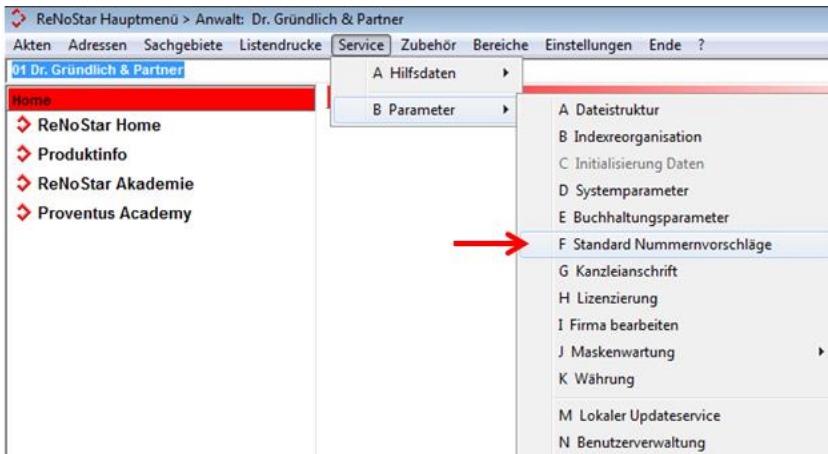 ReNoStar Hauptmenü > Anwalt: Dr. Gründlich & Partner
Akten Adressen Sachgebiete Listendrucke Service Zubehör Bereiche Einstellungen Ende ?
01 Dr. Gründlich & Partner
Home
ReNoStar Home
Produktinfo
ReNoStar Akademie
Proventus Academy
A Hilfsdaten
B Parameter
A Dateistruktur
B Indexreorganisation
C Initialisierung Daten
D Systemparameter
E Buchhaltungsparameter
F Standard Nummernvorschläge
G Kanzleianschrift
H Lizenzierung
I Firma bearbeiten
J Maskenwartung
K Währung
M Lokaler Updateservice
N Benutzerverwaltung